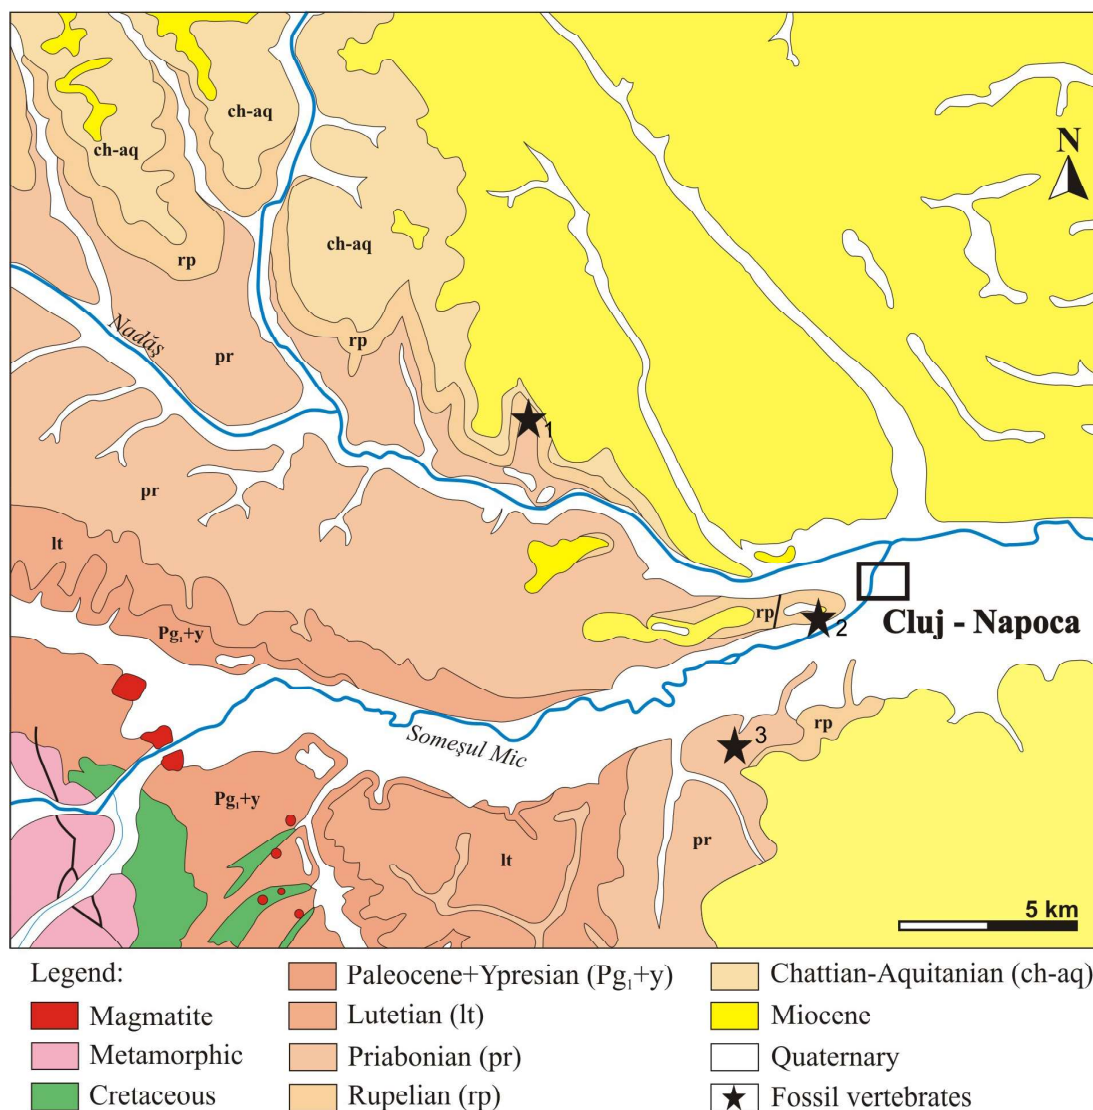 ch-aq
ch-aq
N
ch-aq
rp
Nadăş
rp
pr
1
pr
lt
rp/
2
Cluj - Napoca
Pg₁+y
Someşul Mic
3
rp
Pg₁+y
lt
pr
5 km
Legend:
Magmatite
Metamorphic
Cretaceous
Paleocene+Ypresian (Pg₁+y)
Lutetian (lt)
Priabonian (pr)
Rupelian (rp)
Chattian-Aquitanian (ch-aq)
Miocene
Quaternary
Fossil vertebrates